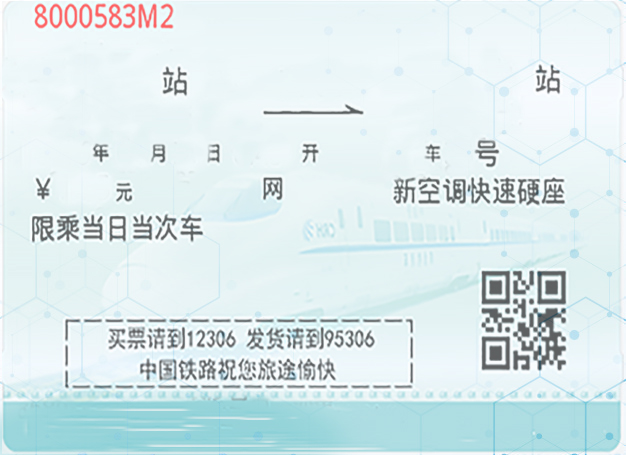 8000583M2
站 站
年 月 日 开 车 号
￥ 元 网 新空调快速硬座
限乘当日当次车
买票请到12306 发货请到95306
中国铁路祝您旅途愉快